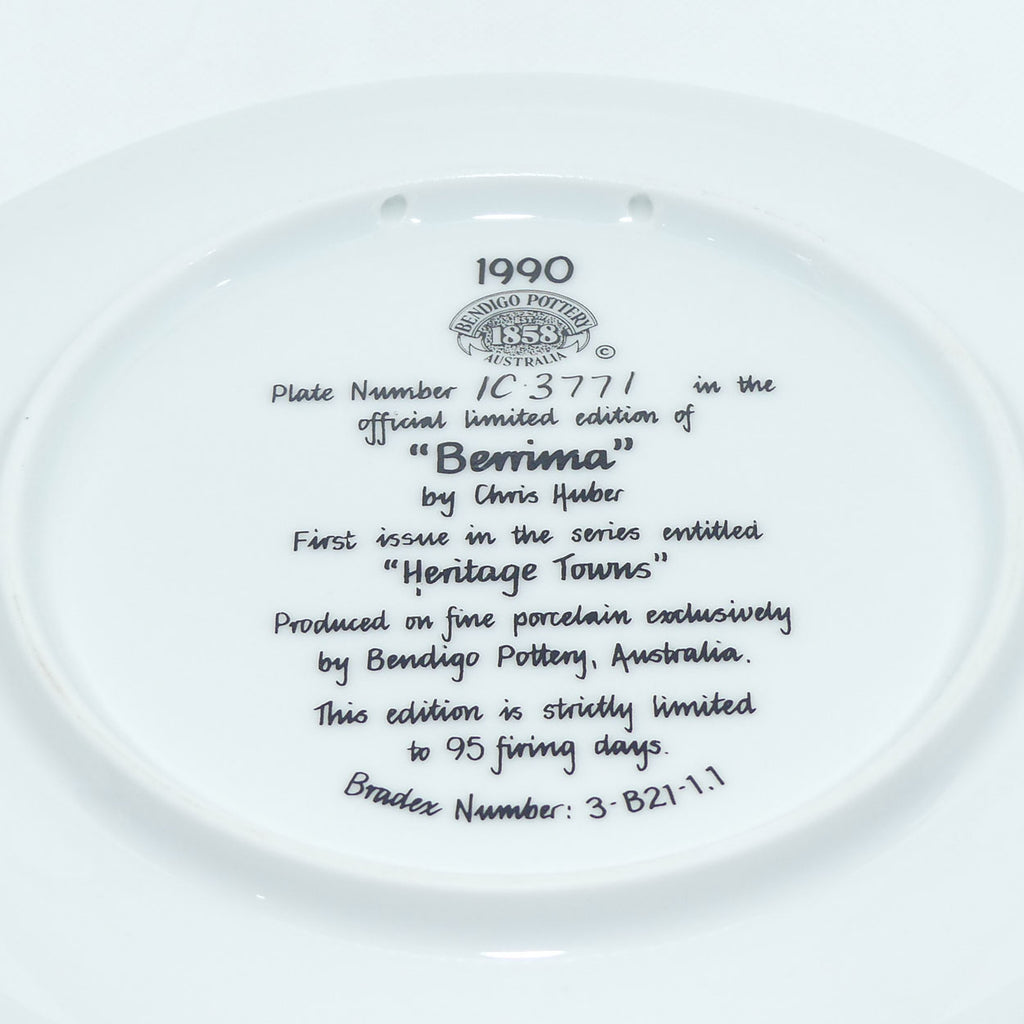 1990
BENDIGO POTTERY
EST
1858
AUSTRALIA ©
Plate Number 1C·3771 in the
official limited edition of
“Berrima”
by Chris Huber
First issue in the series entitled
“Heritage Towns”
Produced on fine porcelain exclusively
by Bendigo Pottery, Australia.
This edition is strictly limited
to 95 firing days.
Bradex Number: 3-B21-1.1